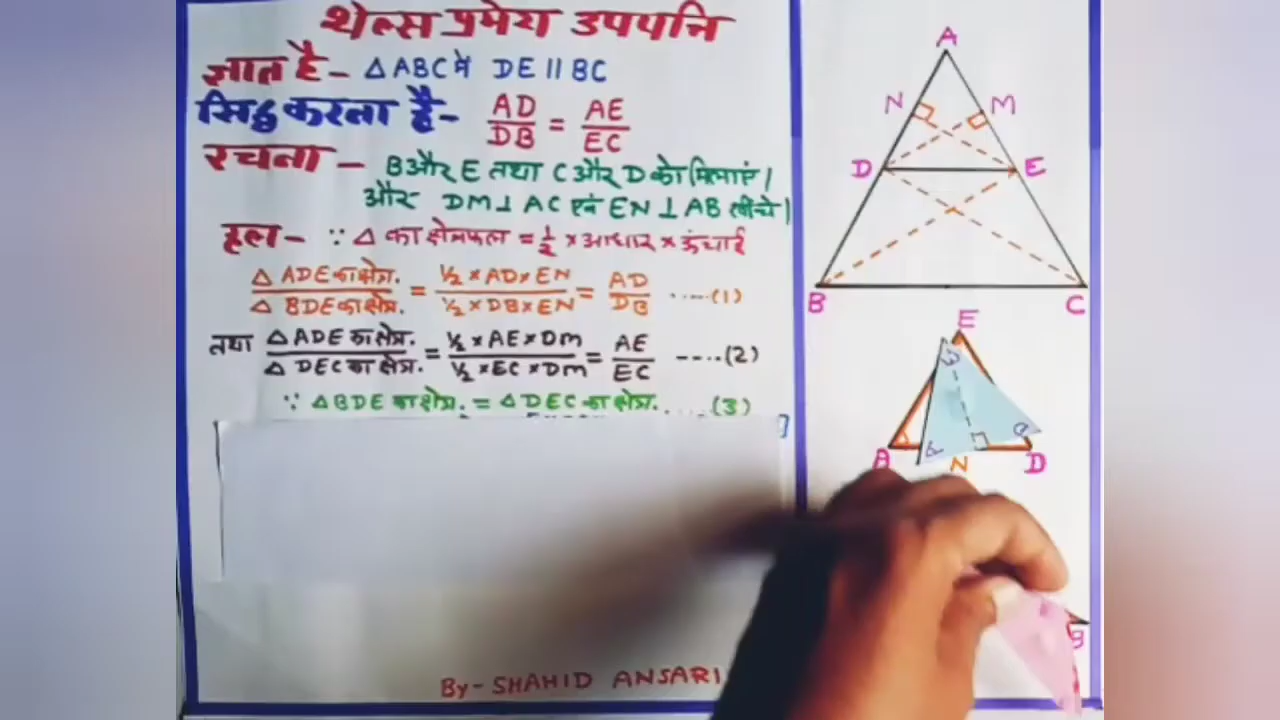 थेल्स प्रमेय उपपत्ति
ज्ञात है - △ABC में DE || BC
सिद्ध करता है - AD/DB = AE/EC
रचना - B और E तथा C और D को मिलाएं।
और DM ⊥ AC एवं EN ⊥ AB खींचे।
हल - ∵ △ का क्षेत्रफल = 1/2 × आधार × ऊंचाई
△ ADE का क्षेत्र. / △ BDE का क्षेत्र. = 1/2 × AD × EN / 1/2 × DB × EN = AD/DB ....(1)
तथा △ ADE का क्षेत्र. / △ DEC का क्षेत्र. = 1/2 × AE × DM / 1/2 × EC × DM = AE/EC ----(2)
∵ △BDE का क्षेत्र. = △DEC का क्षेत्र. ....(3)
By - SHAHID ANSARI
A
N M
D E
B C
E
A N D